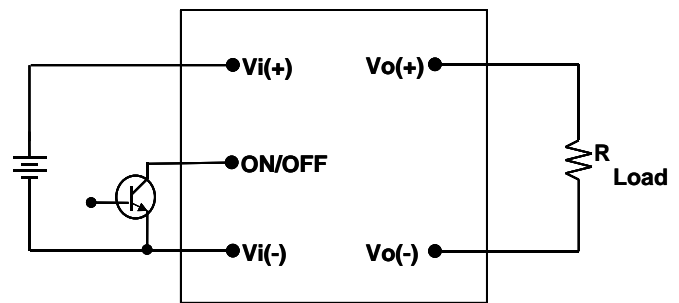 Vi(+)
Vo(+)
ON/OFF
R
Load
Vi(-)
Vo(-)